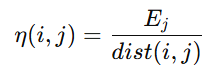 η(i, j) = E_j / dist(i, j)